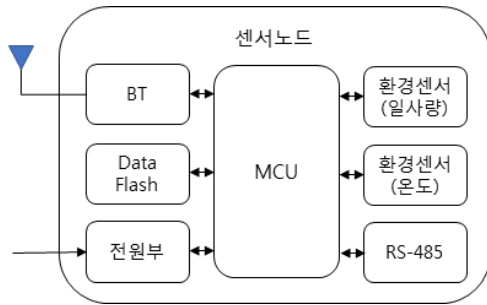 센서노드
BT
Data
Flash
전원부
MCU
환경센서
(일사량)
환경센서
(온도)
RS-485